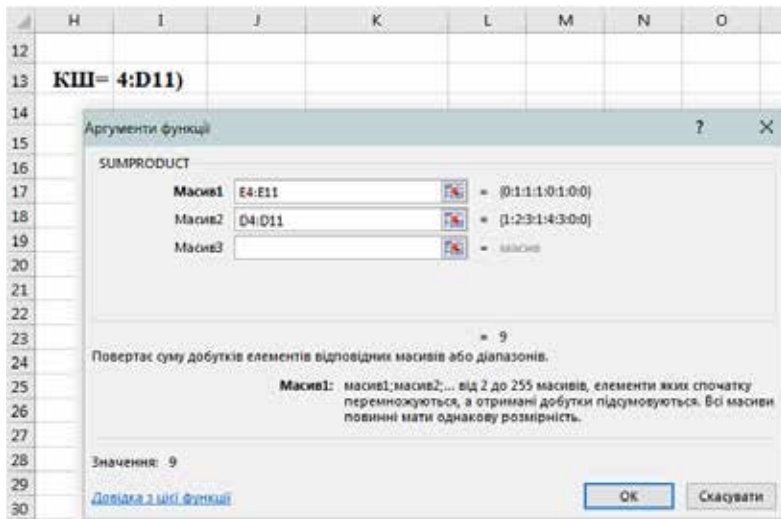 H I J K L M N O
12
13 КШ= 4:D11)
14
Аргументи функції ? ×
15
16 SUMPRODUCT
17 Масив1 E4:E11 = {0:1:1:1:0:1:0:0}
18 Масив2 D4:D11 = {1:2:3:1:4:3:0:0}
19 Масив3 = масив
20
21
22
23 = 9
24 Повертає суму добутків елементів відповідних масивів або діапазонів.
25 Масив1: масив1;масив2;... від 2 до 255 масивів, елементи яких спочатку
26 перемножуються, а отримані добутки підсумовуються. Всі масиви
27 повинні мати однакову розмірність.
28 Значення: 9
29 Довідка з цієї функції ОК Скасувати
30